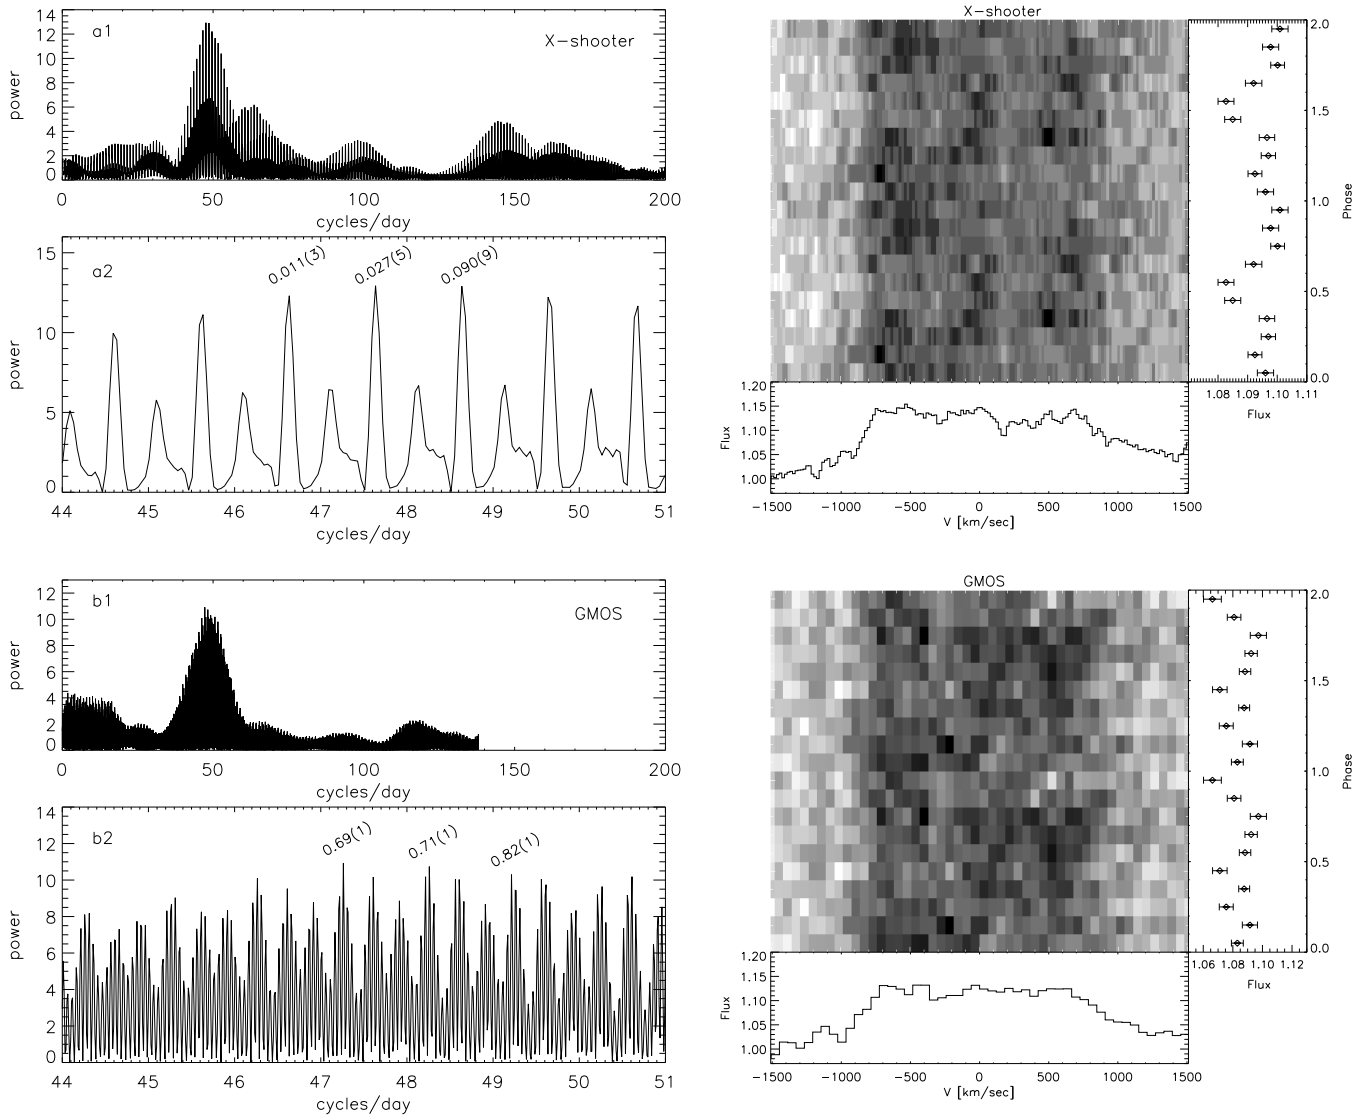 a1
X-shooter
power
14
12
10
8
6
4
2
0
0 50 100 150 200
cycles/day
a2
0.011(3) 0.027(5) 0.090(9)
power
15
10
5
0
44 45 46 47 48 49 50 51
cycles/day
X-shooter
2.0
1.5
1.0
0.5
0.0
Phase
1.08 1.09 1.10 1.11
Flux
Flux
1.20
1.15
1.10
1.05
1.00
-1500 -1000 -500 0 500 1000 1500
V [km/sec]
b1
GMOS
power
12
10
8
6
4
2
0
0 50 100 150 200
cycles/day
b2
0.69(1) 0.71(1) 0.82(1)
power
14
12
10
8
6
4
2
0
44 45 46 47 48 49 50 51
cycles/day
GMOS
2.0
1.5
1.0
0.5
0.0
Phase
1.06 1.08 1.10 1.12
Flux
Flux
1.20
1.15
1.10
1.05
1.00
-1500 -1000 -500 0 500 1000 1500
V [km/sec]